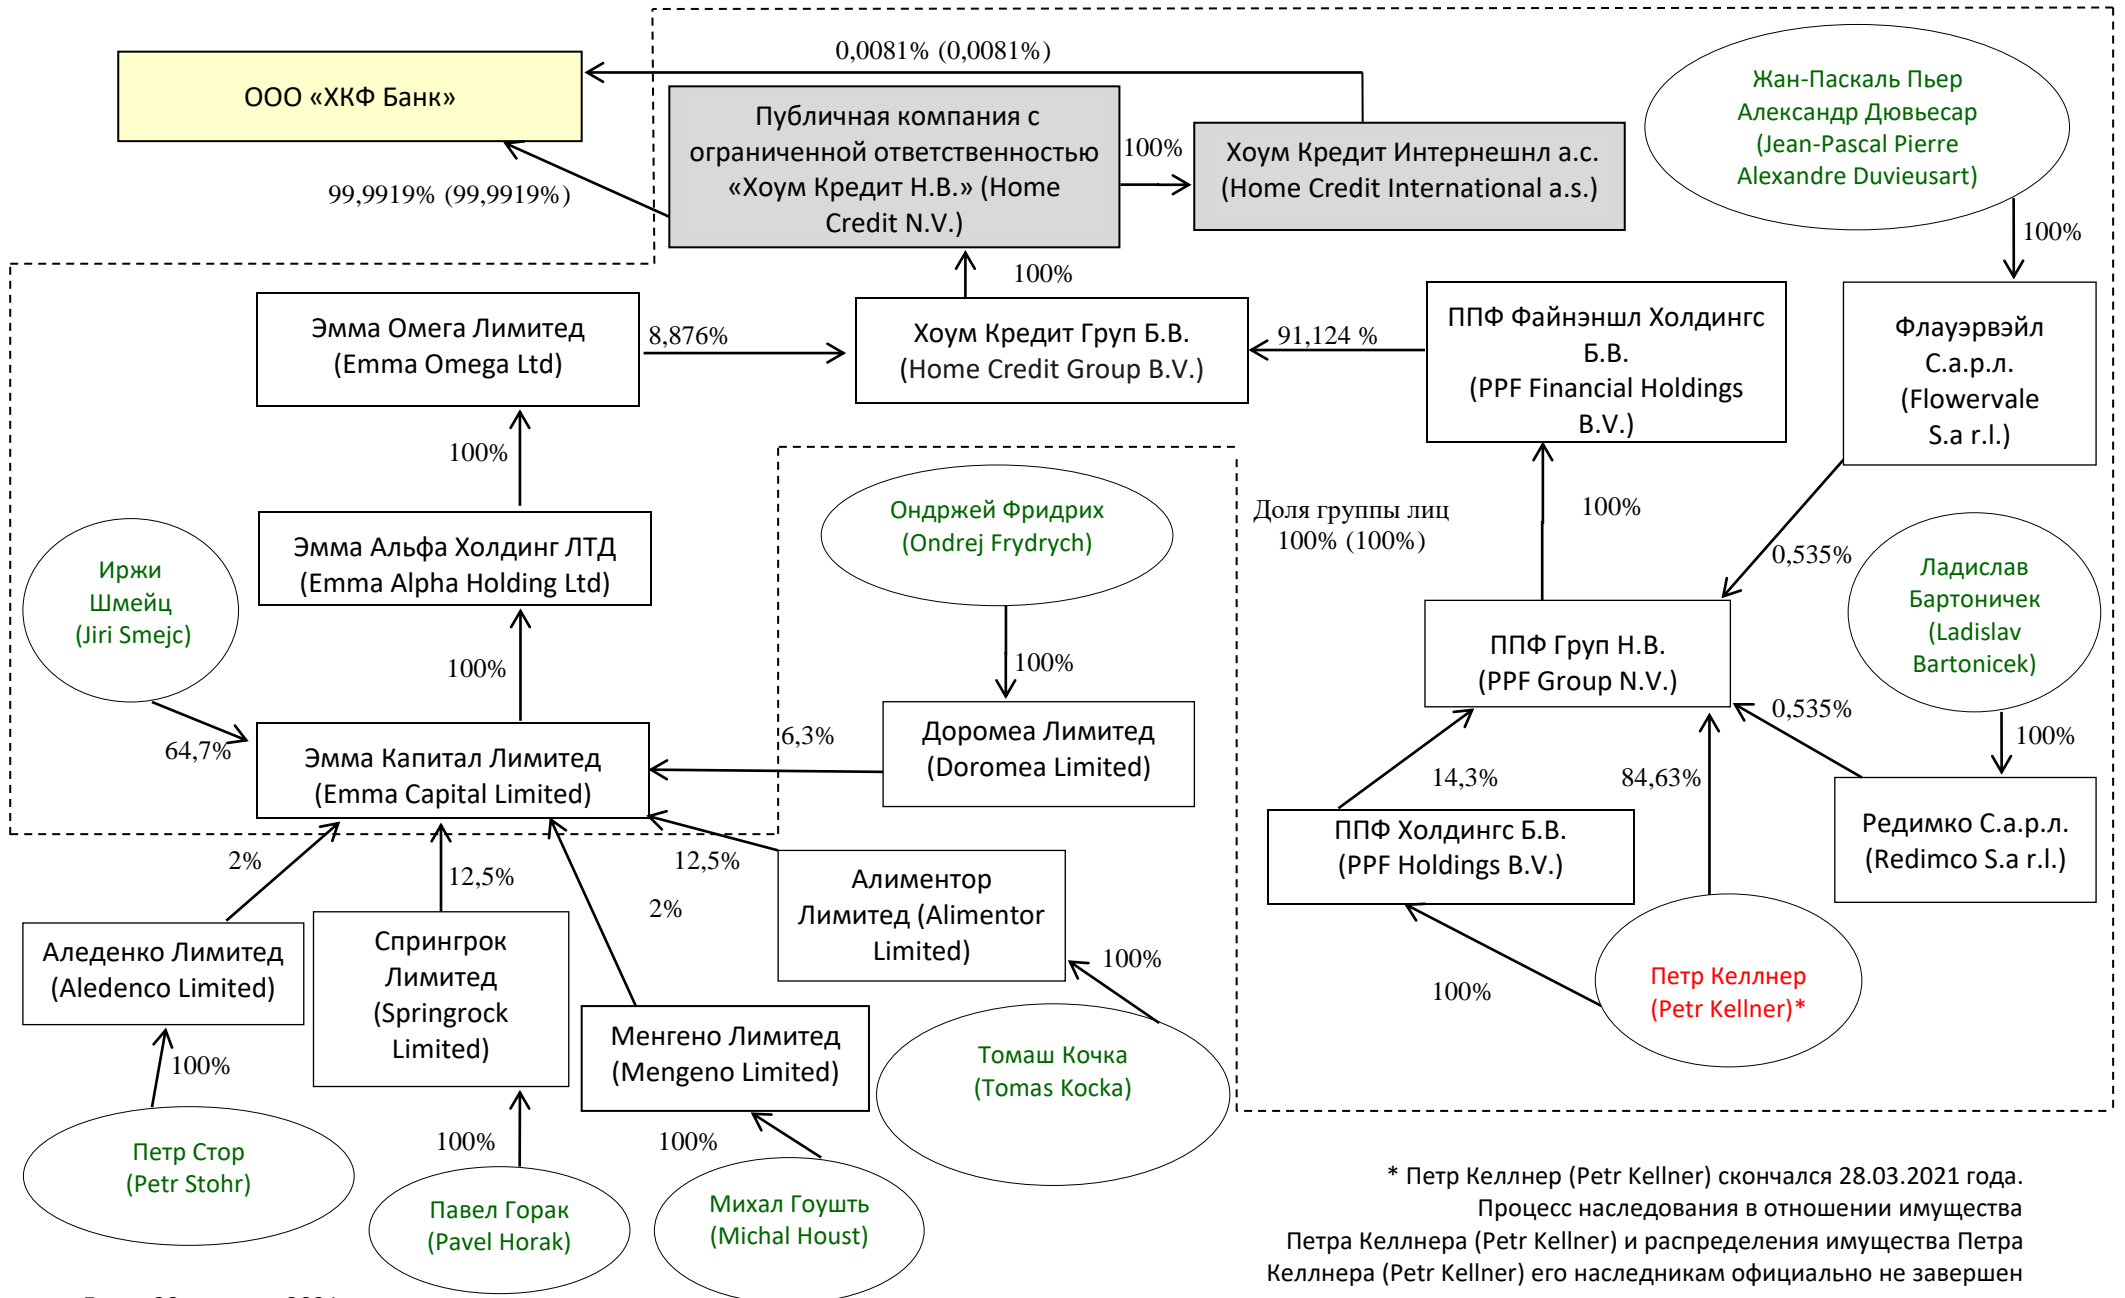 0,0081% (0,0081%)
ООО «ХКФ Банк»
Публичная компания с
ограниченной ответственностью
«Хоум Кредит Н.В.» (Home
Credit N.V.)
100%
Хоум Кредит Интернешнл а.с.
(Home Credit International a.s.)
Жан-Паскаль Пьер
Александр Дювьесар
(Jean-Pascal Pierre
Alexandre Duvieusart)
99,9919% (99,9919%)
100%
100%
Эмма Омега Лимитед
(Emma Omega Ltd)
8,876%
Хоум Кредит Груп Б.В.
(Home Credit Group B.V.)
91,124 %
ППФ Файнэншл Холдингс
Б.В.
(PPF Financial Holdings
B.V.)
Флауэрвэйл
С.а.р.л.
(Flowervale
S.a r.l.)
100%
Ондржей Фридрих
(Ondrej Frydrych)
Доля группы лиц
100% (100%)
100%
0,535%
Иржи
Шмейц
(Jiri Smejc)
Эмма Альфа Холдинг ЛТД
(Emma Alpha Holding Ltd)
Ладислав
Бартоничек
(Ladislav
Bartonicek)
100%
100%
ППФ Груп Н.В.
(PPF Group N.V.)
0,535%
100%
64,7%
Эмма Капитал Лимитед
(Emma Capital Limited)
6,3%
Доромеа Лимитед
(Doromea Limited)
14,3%
84,63%
ППФ Холдингс Б.В.
(PPF Holdings B.V.)
Редимко С.а.р.л.
(Redimco S.a r.l.)
2%
12,5%
2%
12,5%
Алиментор
Лимитед (Alimentor
Limited)
Аледенко Лимитед
(Aledenco Limited)
Спрингрок
Лимитед
(Springrock
Limited)
100%
100%
Петр Келлнер
(Petr Kellner)*
Менгено Лимитед
(Mengeno Limited)
Томаш Кочка
(Tomas Kocka)
100%
100%
100%
Петр Стор
(Petr Stohr)
Павел Горак
(Pavel Horak)
Михал Гоушть
(Michal Houst)
* Петр Келлнер (Petr Kellner) скончался 28.03.2021 года.
Процесс наследования в отношении имущества
Петра Келлнера (Petr Kellner) и распределения имущества Петра
Келлнера (Petr Kellner) его наследникам официально не завершен